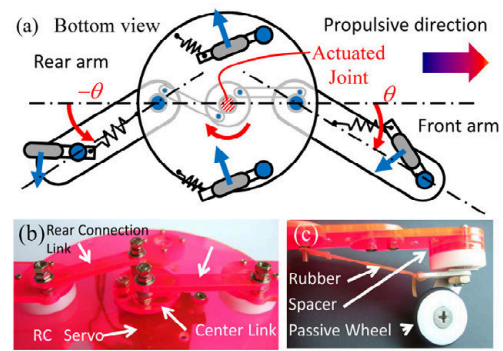 (a) Bottom view
Propulsive direction
Actuated
Joint
Rear arm
−θ
θ
Front arm
(b)
Rear Connection
Link
RC Servo
Center Link
(c)
Rubber
Spacer
Passive Wheel